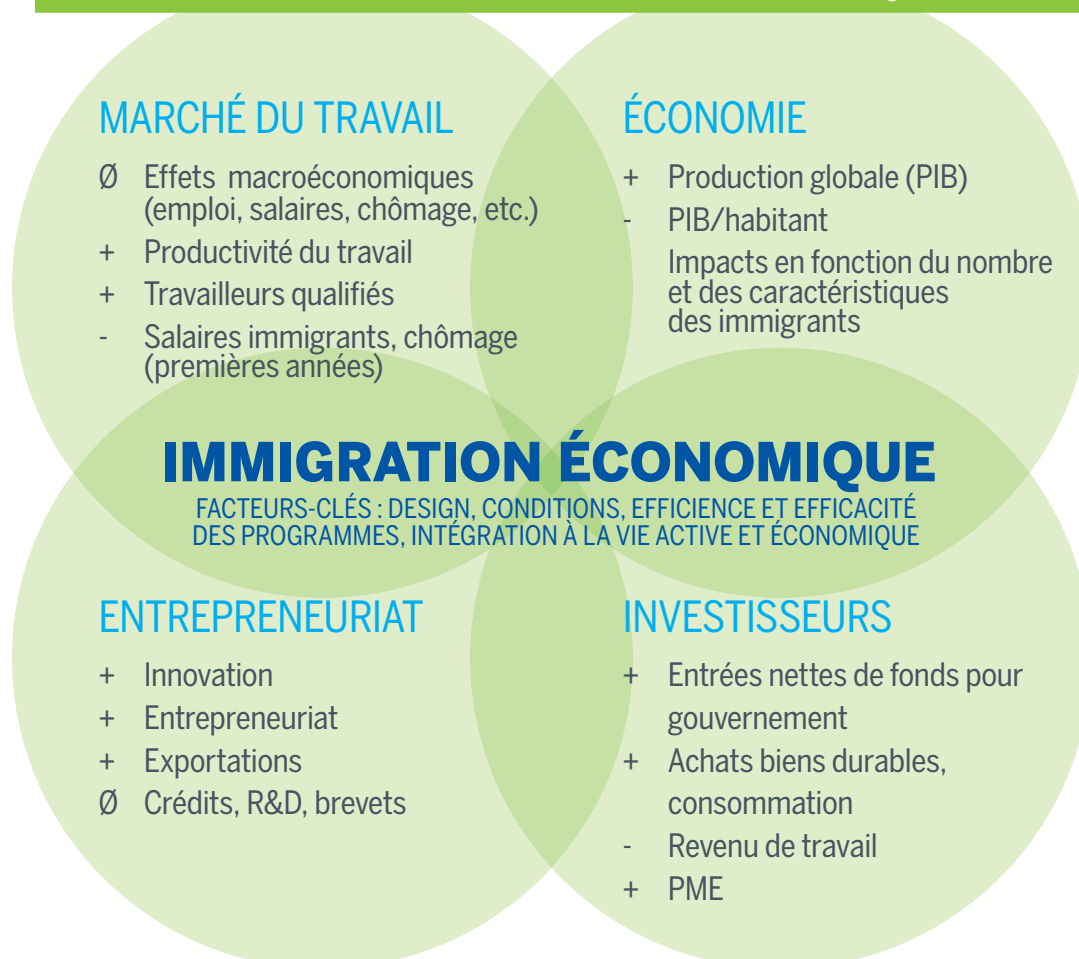 MARCHÉ DU TRAVAIL
Ø Effets macroéconomiques
(emploi, salaires, chômage, etc.)
+ Productivité du travail
+ Travailleurs qualifiés
- Salaires immigrants, chômage
(premières années)
ÉCONOMIE
+ Production globale (PIB)
- PIB/habitant
Impacts en fonction du nombre
et des caractéristiques
des immigrants
IMMIGRATION ÉCONOMIQUE
FACTEURS-CLÉS : DESIGN, CONDITIONS, EFFICIENCE ET EFFICACITÉ
DES PROGRAMMES, INTÉGRATION À LA VIE ACTIVE ET ÉCONOMIQUE
ENTREPRENEURIAT
+ Innovation
+ Entrepreneuriat
+ Exportations
Ø Crédits, R&D, brevets
INVESTISSEURS
+ Entrées nettes de fonds pour
gouvernement
+ Achats biens durables,
consommation
- Revenu de travail
+ PME